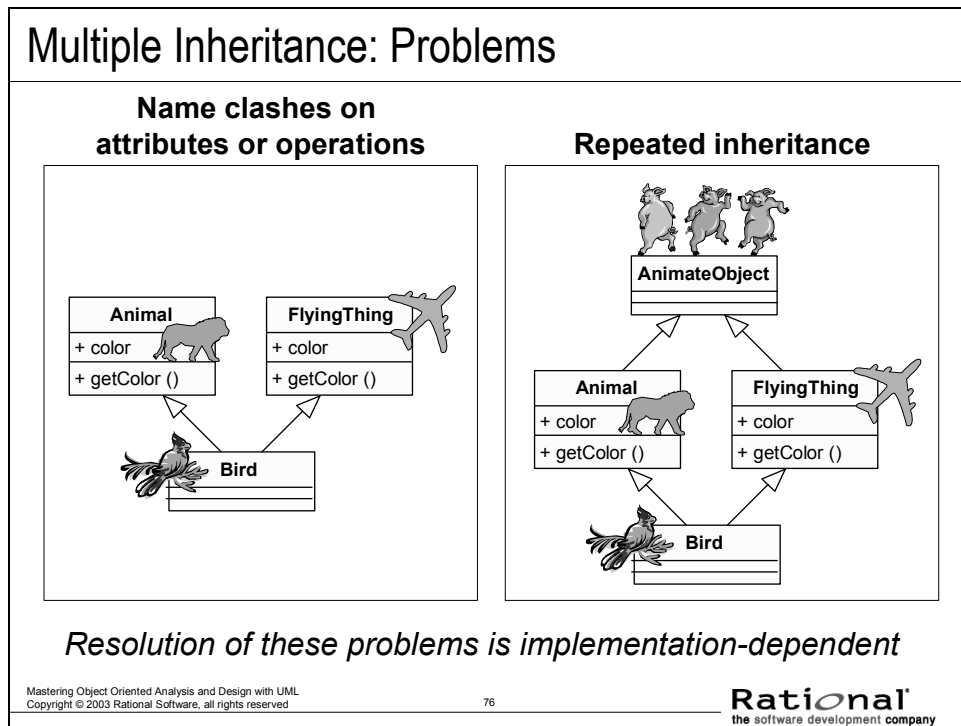 Multiple Inheritance: Problems
Name clashes on
attributes or operations
Animal
+ color
+ getColor ()
FlyingThing
+ color
+ getColor ()
Bird
Repeated inheritance
AnimateObject
Animal
+ color
+ getColor ()
FlyingThing
+ color
+ getColor ()
Bird
Resolution of these problems is implementation-dependent
Mastering Object Oriented Analysis and Design with UML
Copyright © 2003 Rational Software, all rights reserved
76
Rational
the software development company